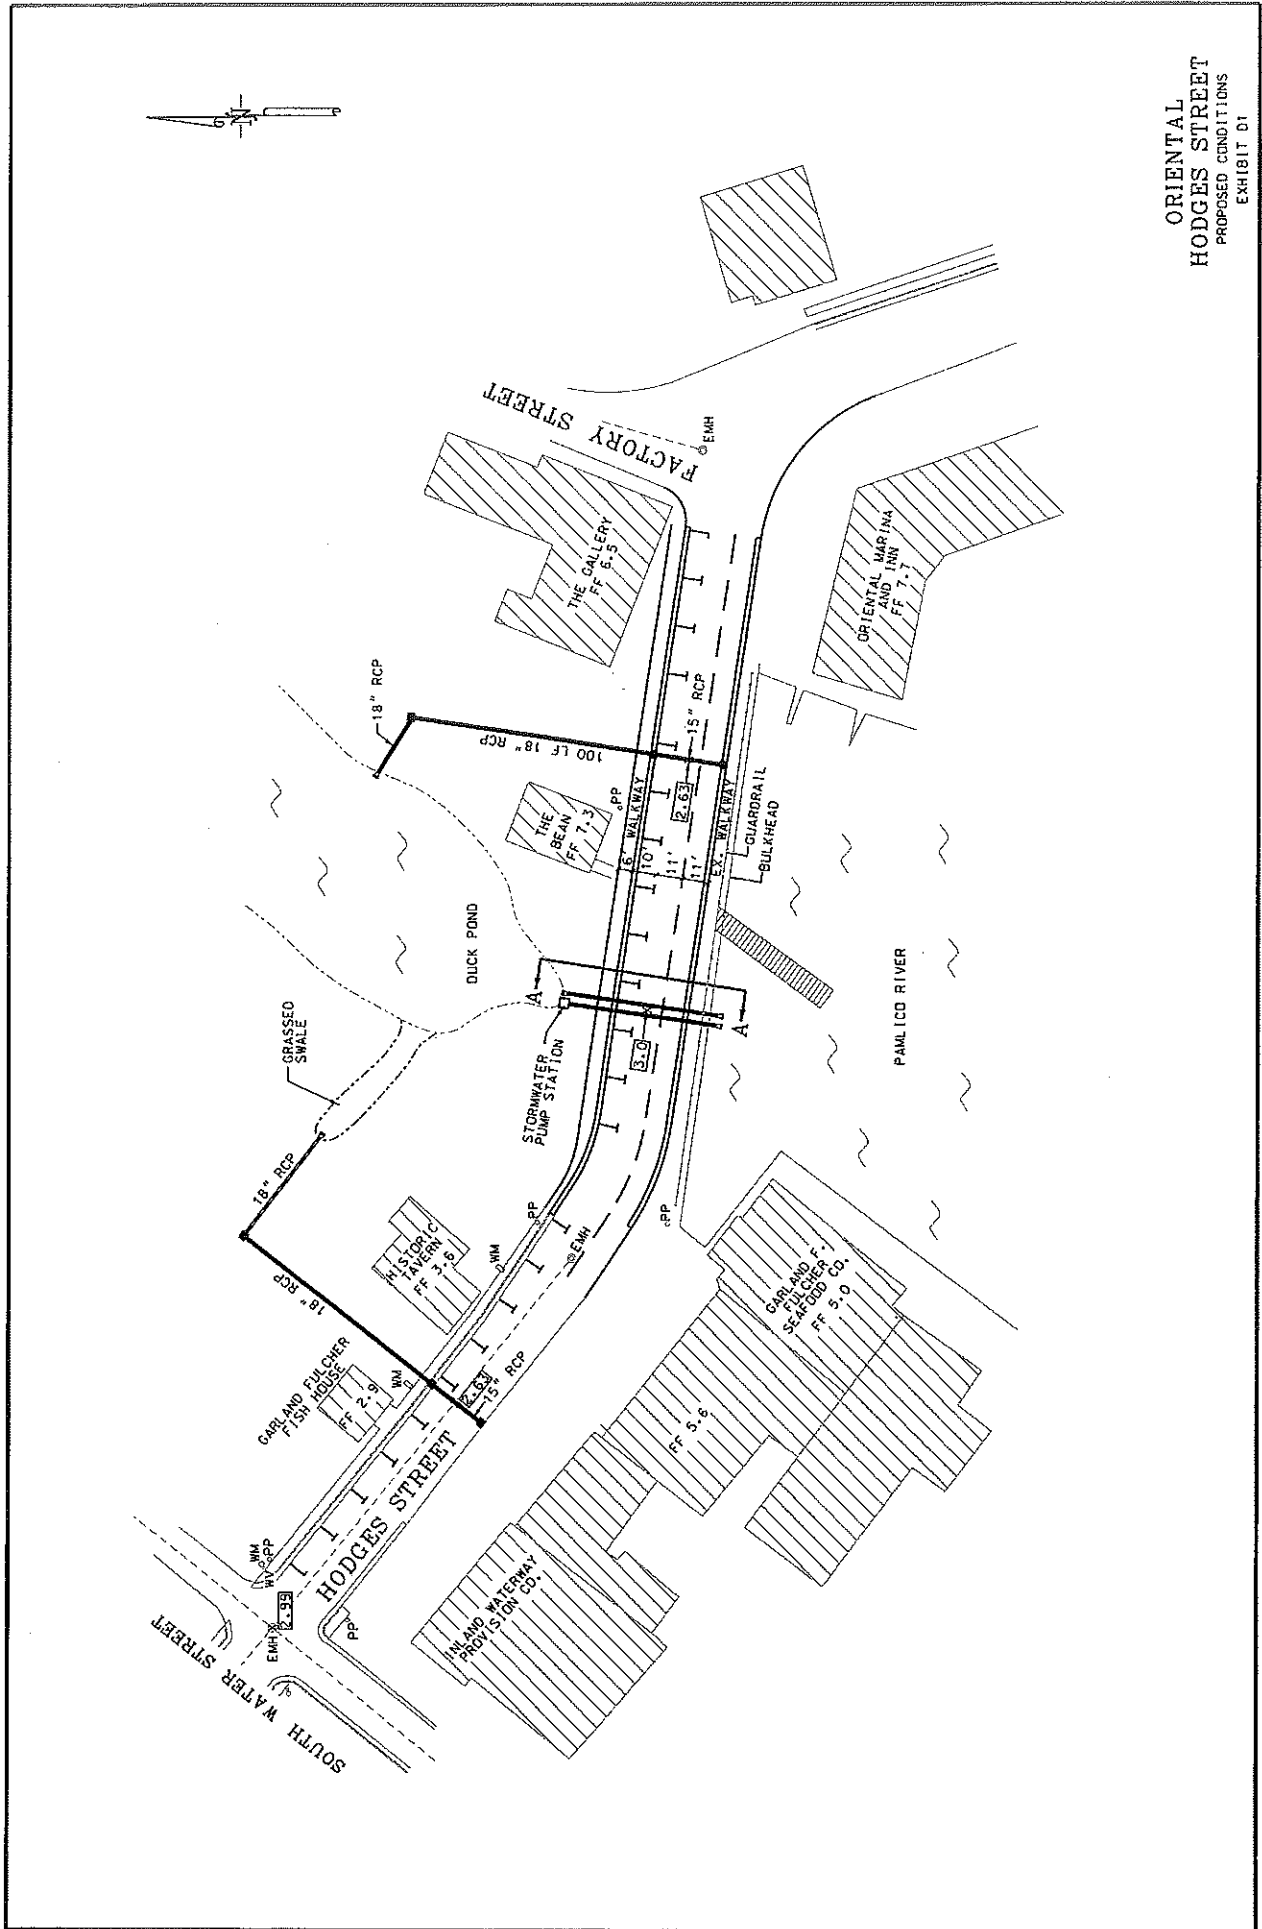 ORIENTAL
HODGES STREET
PROPOSED CONDITIONS
EXHIBIT D1
N
FACTORY STREET
EMH
THE GALLERY
FF 6.5
ORIENTAL MARINA
AND INN
FF 7.7
18" RCP
100 LF 18" RCP
15" RCP
2.63
THE
BEAN
FF 7.3
PP
6' WALKWAY
10'
11'
11'
EX. WALKWAY
GUARDRAIL
BULKHEAD
DUCK POND
A
A
PAMLICO RIVER
GRASSED
SWALE
STORMWATER
PUMP STATION
3.0
18" RCP
18" RCP
HISTORIC
TAVERN
FF 3.6
WM
PP
EMH
PP
GARLAND F.
FULCHER
SEAFOOD CO.
FF 5.0
GARLAND FULCHER
FISH HOUSE
FF 2.9
WM
2.63
15" RCP
FF 5.6
HODGES STREET
WM
PP
WV
2.99
EMH
PP
INLAND WATERWAY
PROVISION CO.
SOUTH WATER STREET